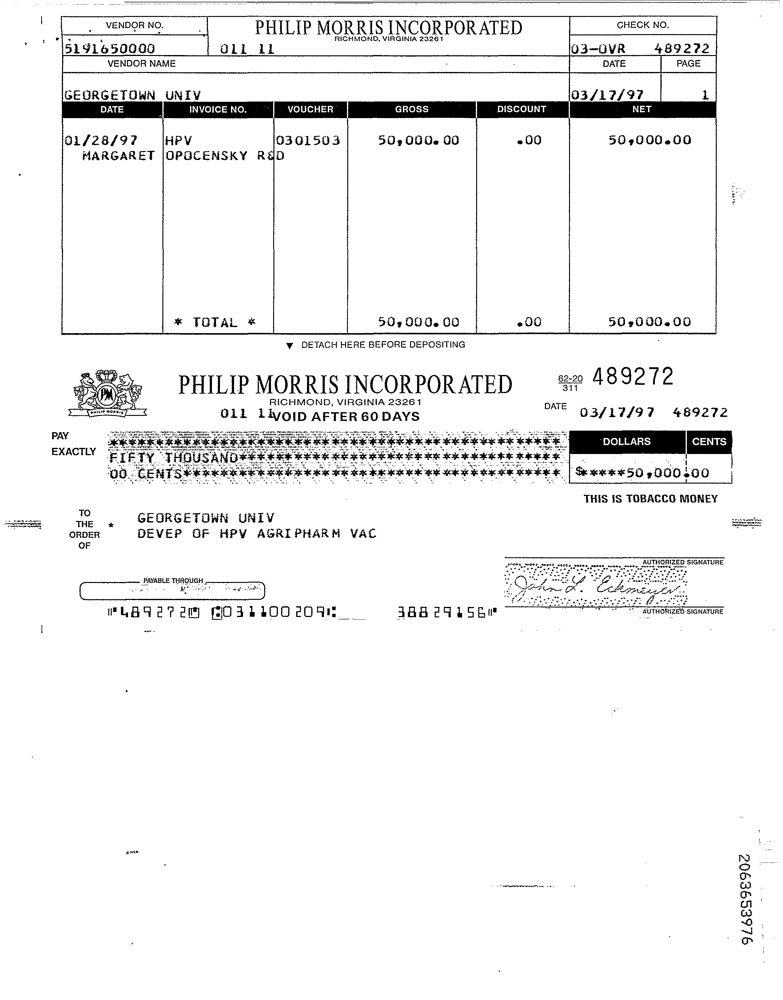 VENDOR NO. PHILIP MORRIS INCORPORATED CHECK NO.
RICHMOND, VIRGINIA 23261
5191650000 011 11 03-OVR 489272
VENDOR NAME DATE PAGE
GEORGETOWN UNIV 03/17/97 1
DATE INVOICE NO. VOUCHER GROSS DISCOUNT NET
01/28/97 HPV 0301503 50,000.00 .00 50,000.00
MARGARET OPOCENSKY R&D
* TOTAL * 50,000.00 .00 50,000.00
▼ DETACH HERE BEFORE DEPOSITING
PM
PHILIP MORRIS
PHILIP MORRIS INCORPORATED 62-20 489272
311
RICHMOND, VIRGINIA 23261
011 11 VOID AFTER 60 DAYS DATE 03/17/97 489272
PAY EXACTLY
**************************************************
FIFTY THOUSAND***********************************
00 CENTS*****************************************
DOLLARS CENTS
$*****50,000.00
THIS IS TOBACCO MONEY
TO THE ORDER OF *
GEORGETOWN UNIV
DEVEP OF HPV AGRIPHARM VAC
AUTHORIZED SIGNATURE
PAYABLE THROUGH
John L. Eckmeyer
⑈489272⑈ ⑆031100209⑆ 38829156⑈
AUTHORIZED SIGNATURE
2063653976